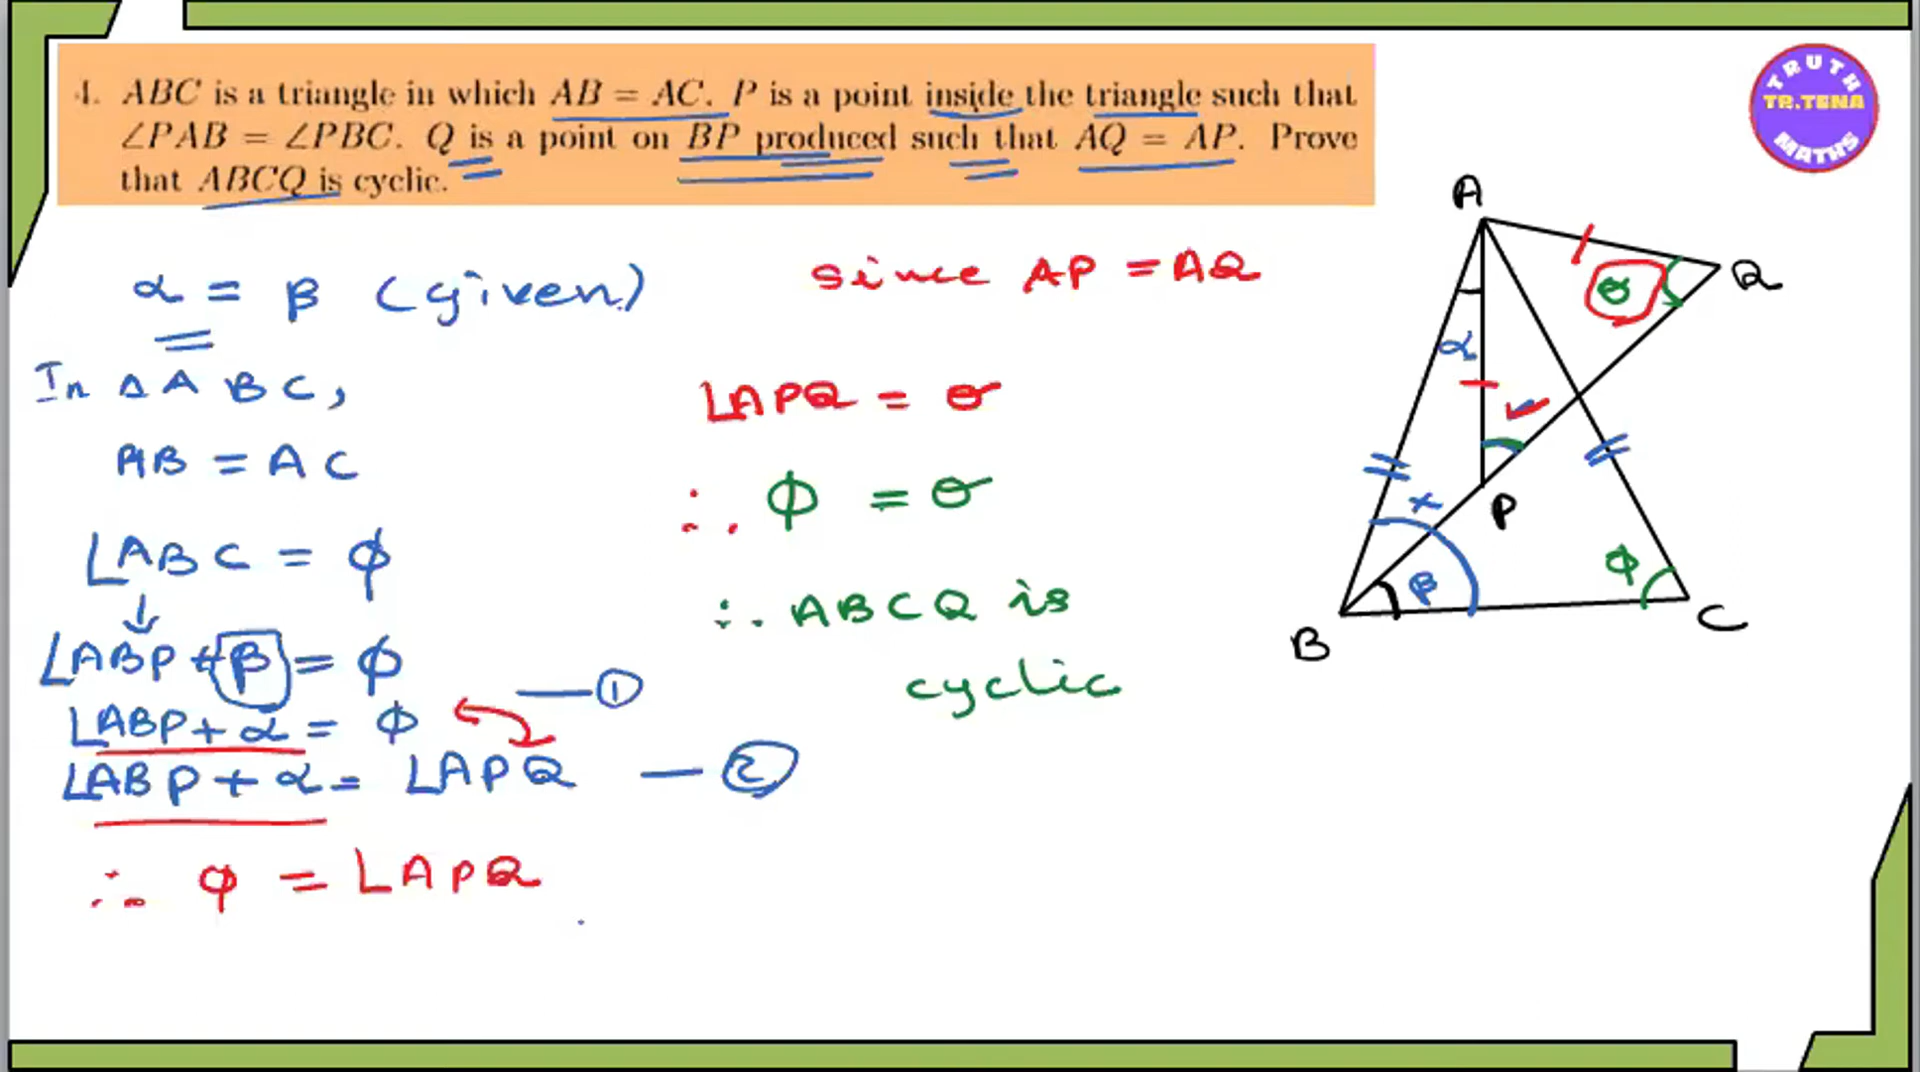 4. ABC is a triangle in which AB = AC. P is a point inside the triangle such that
∠PAB = ∠PBC. Q is a point on BP produced such that AQ = AP. Prove
that ABCQ is cyclic.
TRUTH
TR.TENA
MATHS
α = β (given)
In ΔABC,
AB = AC
∠ABC = ϕ
↓
∠ABP + β = ϕ
∠ABP + α = ϕ — ①
∠ABP + α = ∠APQ — ②
∴ ϕ = ∠APQ
since AP = AQ
∠APQ = σ
∴ ϕ = σ
∴ ABCQ is
cyclic
A
Q
σ
α
P
x
β
ϕ
B
C